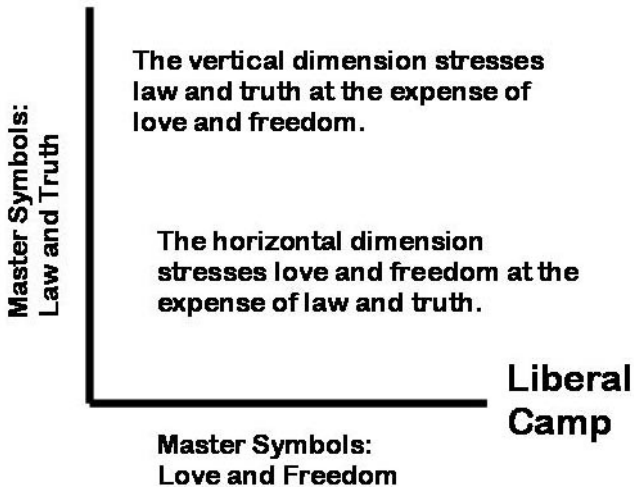 The vertical dimension stresses
law and truth at the expense of
love and freedom.
Master Symbols:
Law and Truth
The horizontal dimension
stresses love and freedom at the
expense of law and truth.
Liberal
Camp
Master Symbols:
Love and Freedom